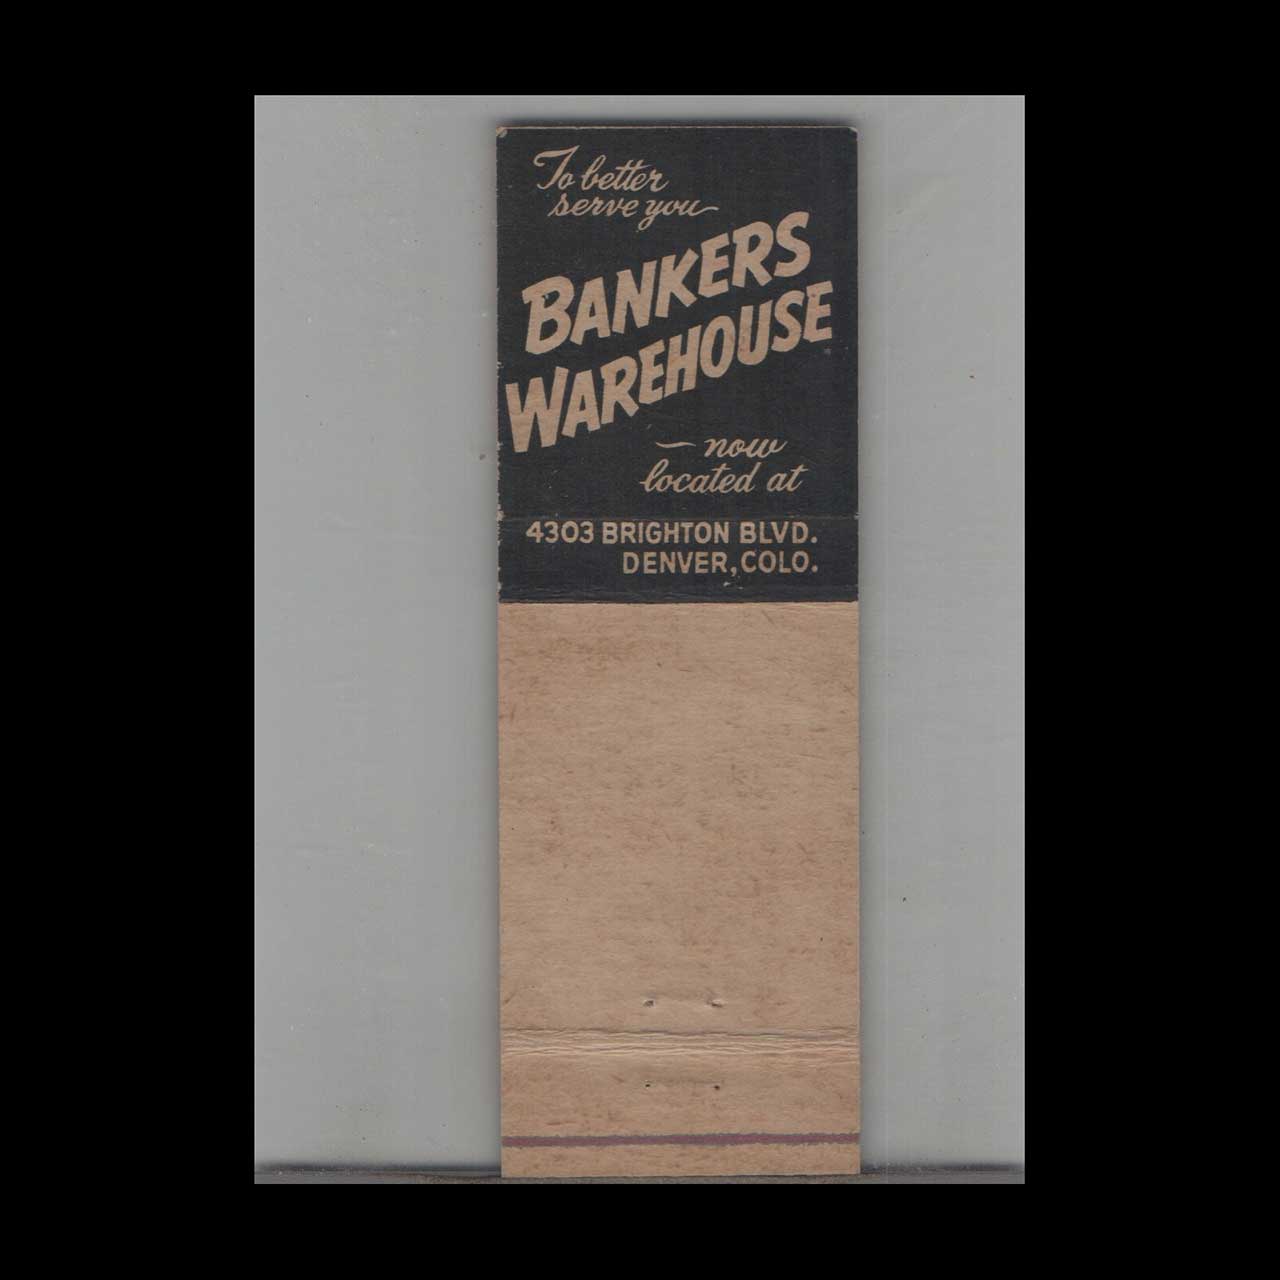 To better
serve you
BANKERS
WAREHOUSE
— now
located at
4303 BRIGHTON BLVD.
DENVER, COLO.